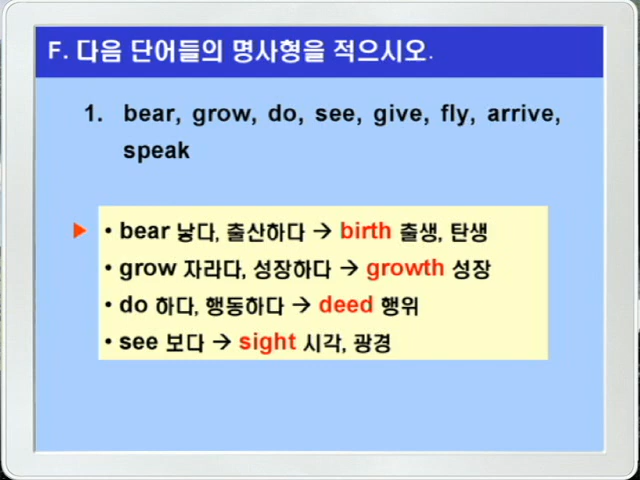 F. 다음 단어들의 명사형을 적으시오.
1. bear, grow, do, see, give, fly, arrive,
speak
▶ • bear 낳다, 출산하다 → birth 출생, 탄생
• grow 자라다, 성장하다 → growth 성장
• do 하다, 행동하다 → deed 행위
• see 보다 → sight 시각, 광경